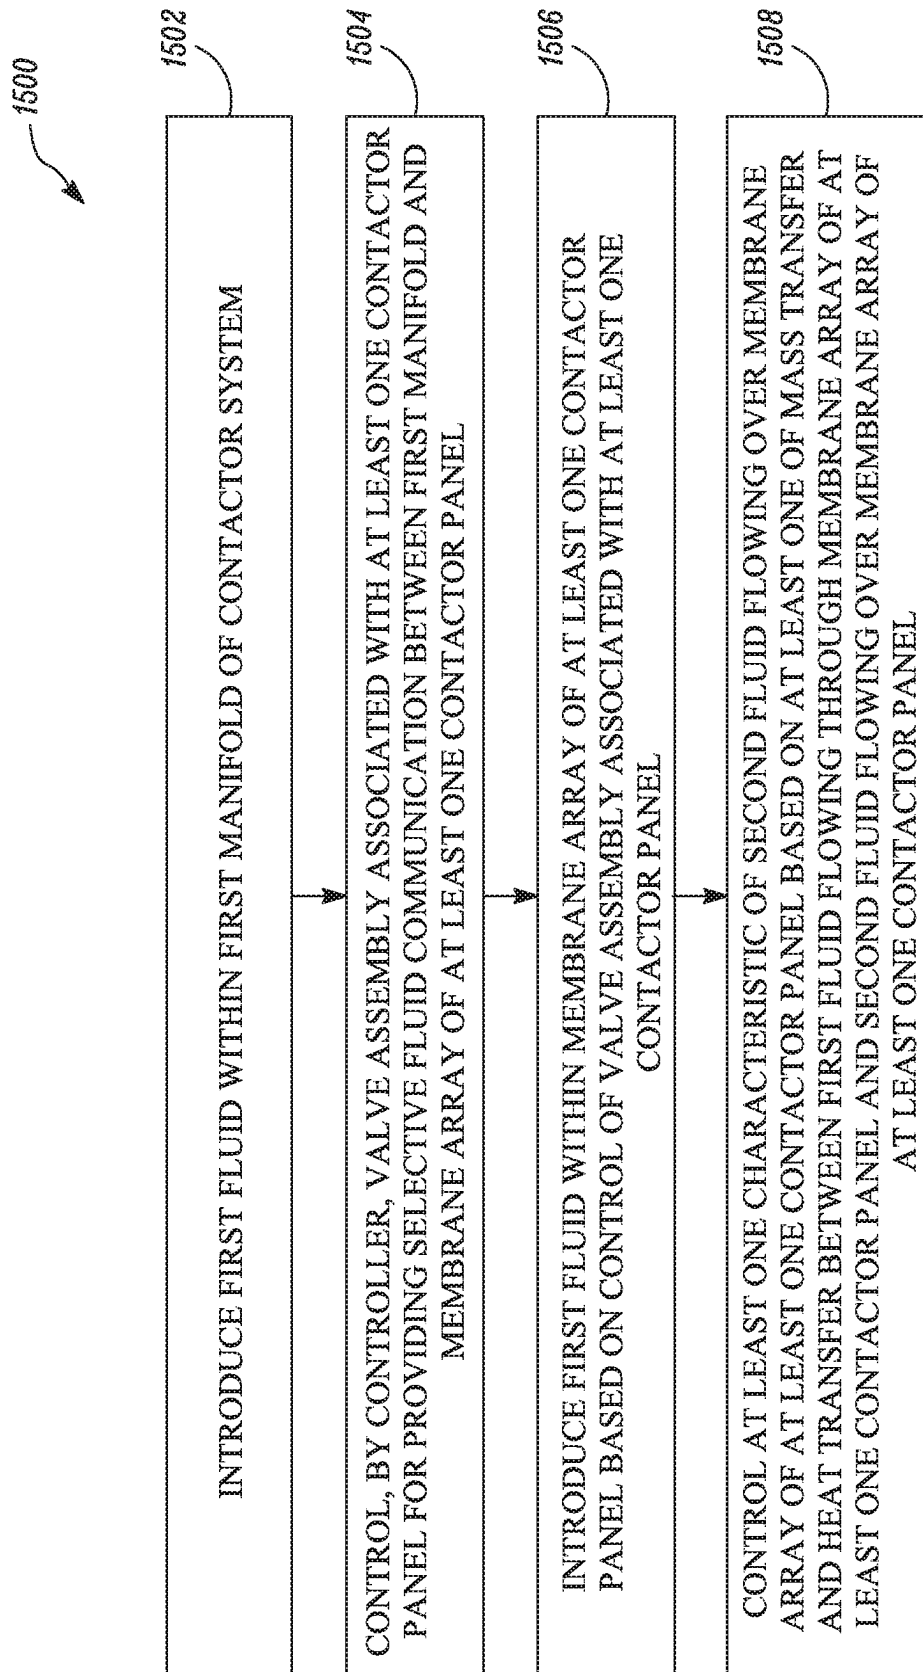 1500
1502
INTRODUCE FIRST FLUID WITHIN FIRST MANIFOLD OF CONTACTOR SYSTEM
1504
CONTROL, BY CONTROLLER, VALVE ASSEMBLY ASSOCIATED WITH AT LEAST ONE CONTACTOR
PANEL FOR PROVIDING SELECTIVE FLUID COMMUNICATION BETWEEN FIRST MANIFOLD AND
MEMBRANE ARRAY OF AT LEAST ONE CONTACTOR PANEL
1506
INTRODUCE FIRST FLUID WITHIN MEMBRANE ARRAY OF AT LEAST ONE CONTACTOR
PANEL BASED ON CONTROL OF VALVE ASSEMBLY ASSOCIATED WITH AT LEAST ONE
CONTACTOR PANEL
1508
CONTROL AT LEAST ONE CHARACTERISTIC OF SECOND FLUID FLOWING OVER MEMBRANE
ARRAY OF AT LEAST ONE CONTACTOR PANEL BASED ON AT LEAST ONE OF MASS TRANSFER
AND HEAT TRANSFER BETWEEN FIRST FLUID FLOWING THROUGH MEMBRANE ARRAY OF AT
LEAST ONE CONTACTOR PANEL AND SECOND FLUID FLOWING OVER MEMBRANE ARRAY OF
AT LEAST ONE CONTACTOR PANEL